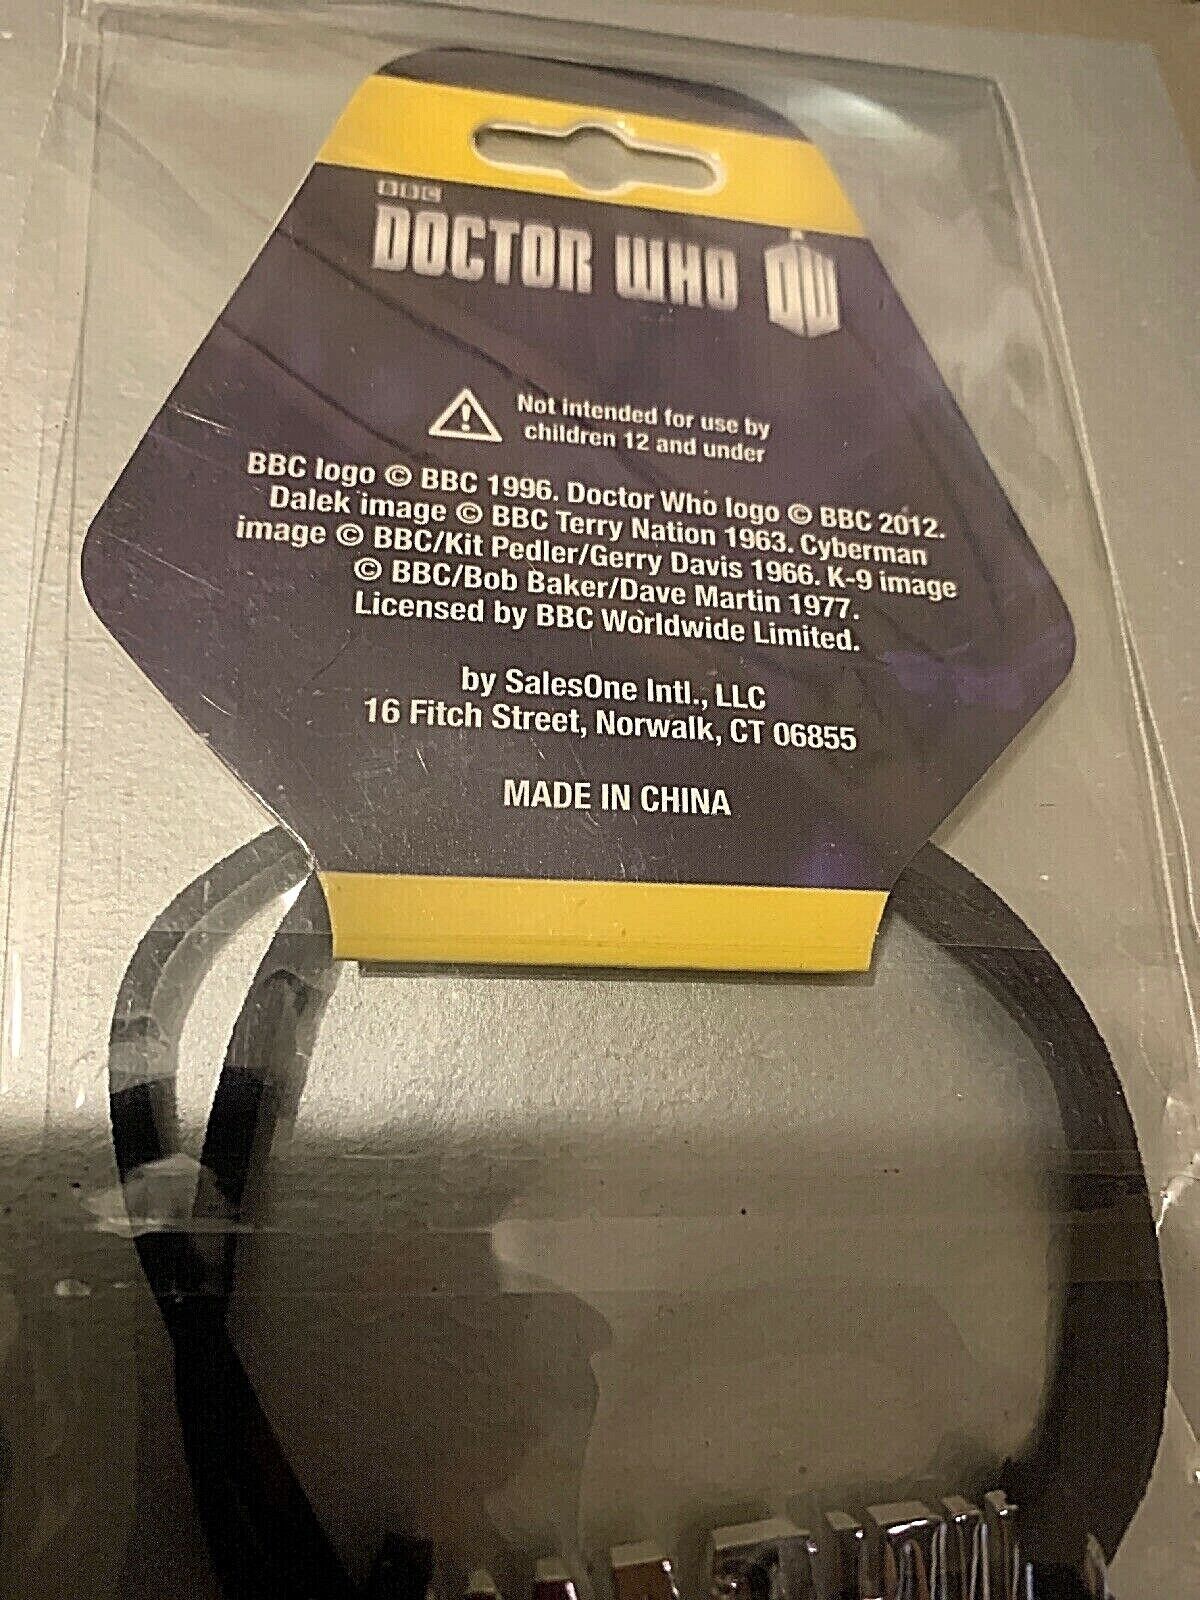 BBC
DOCTOR WHO DW
Not intended for use by
children 12 and under
BBC logo © BBC 1996. Doctor Who logo © BBC 2012.
Dalek image © BBC Terry Nation 1963. Cyberman
image © BBC/Kit Pedler/Gerry Davis 1966. K-9 image
© BBC/Bob Baker/Dave Martin 1977.
Licensed by BBC Worldwide Limited.
by SalesOne Intl., LLC
16 Fitch Street, Norwalk, CT 06855
MADE IN CHINA